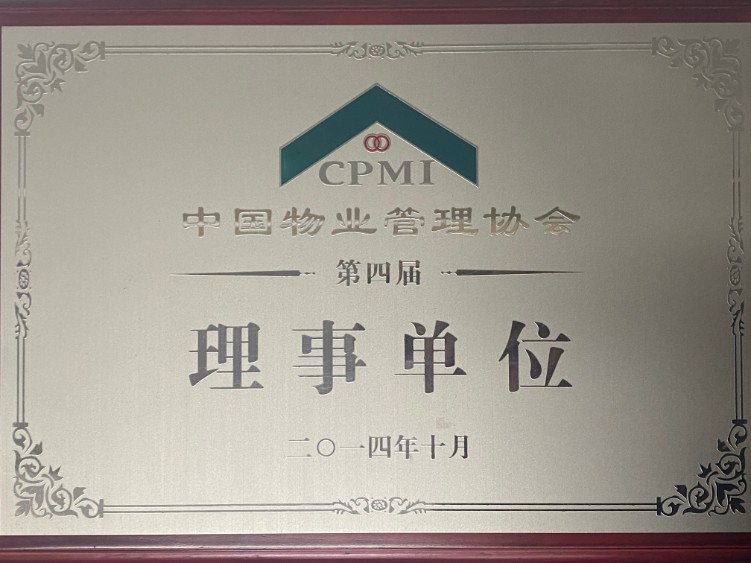 CPMI
中国物业管理协会
第四届
理事单位
二〇一四年十月